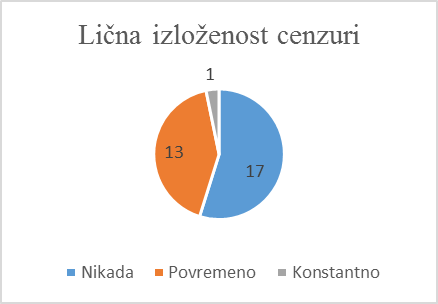 Lična izloženost cenzuri
1
13
17
Nikada Povremeno Konstantno